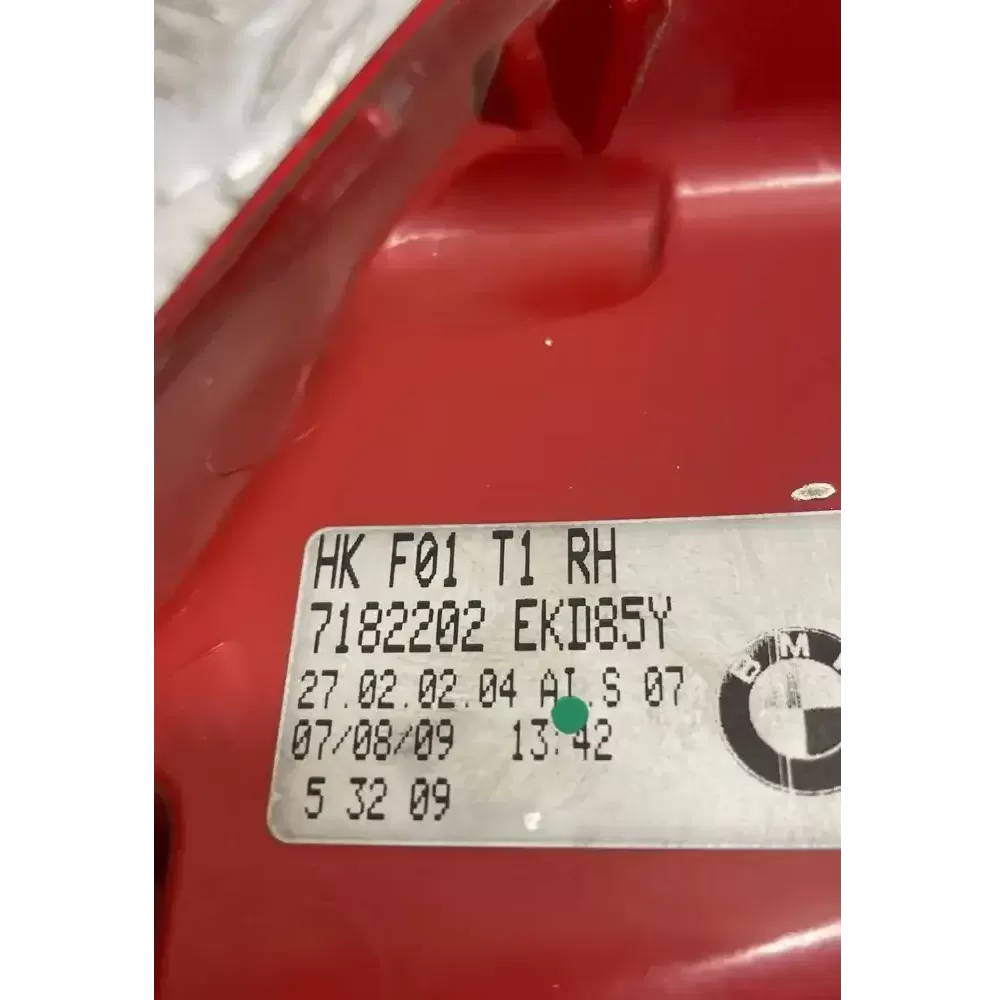 HK F01 T1 RH
7182202 EKD85Y
27.02.02.04 S 07
07/08/09 13:42
5 32 09
BM